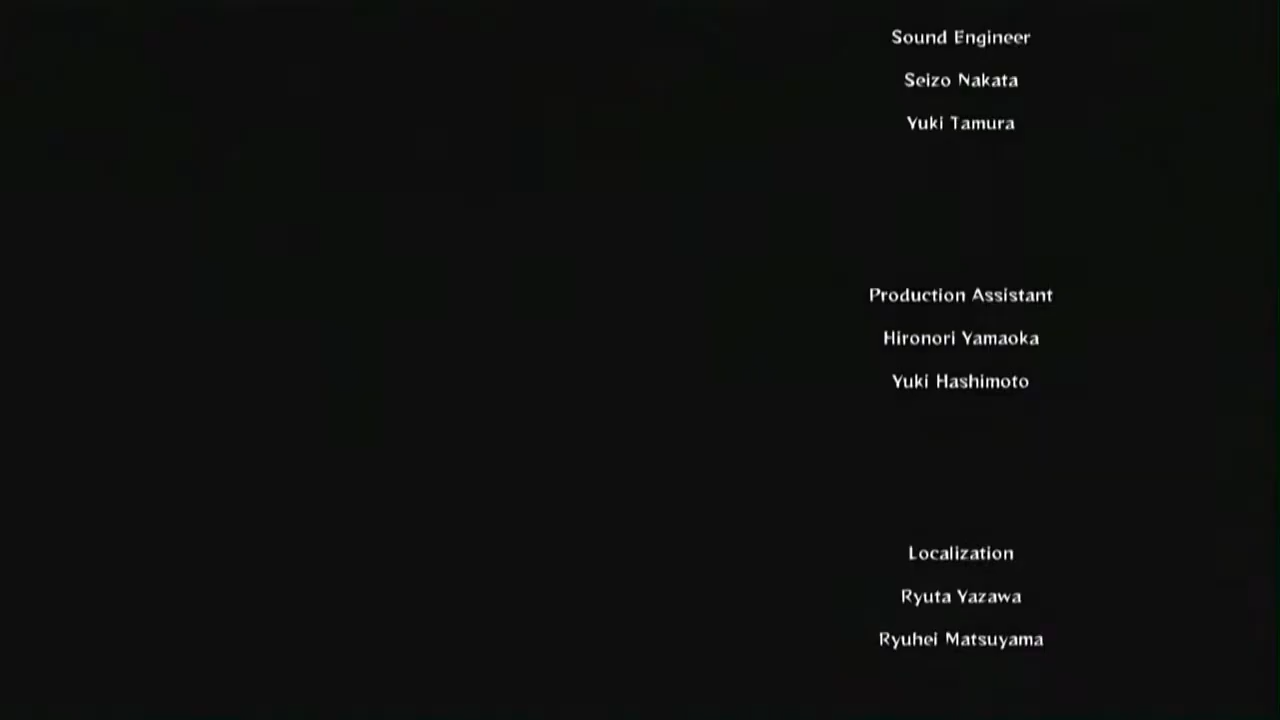 Sound Engineer
Seizo Nakata
Yuki Tamura
Production Assistant
Hironori Yamaoka
Yuki Hashimoto
Localization
Ryuta Yazawa
Ryuhei Matsuyama